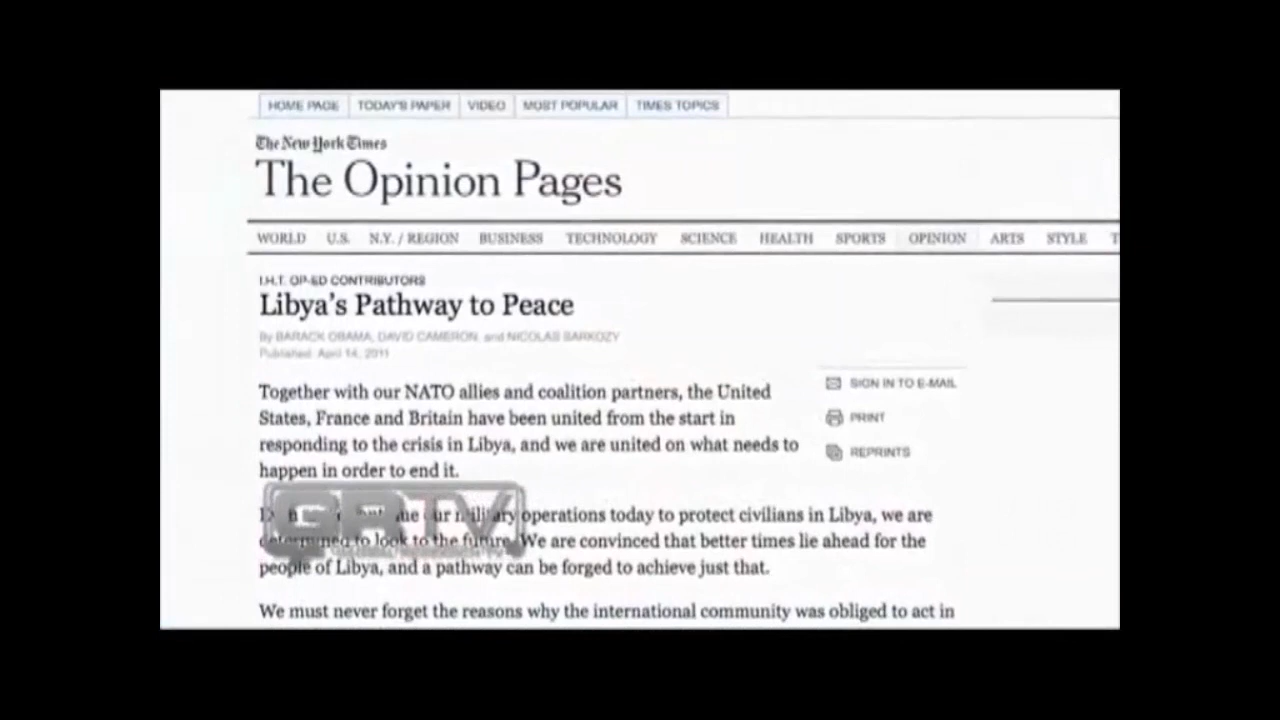 HOME PAGE TODAY'S PAPER VIDEO MOST POPULAR TIMES TOPICS
The New York Times
The Opinion Pages
WORLD U.S. N.Y. / REGION BUSINESS TECHNOLOGY SCIENCE HEALTH SPORTS OPINION ARTS STYLE T
I.H.T. OP-ED CONTRIBUTORS
Libya's Pathway to Peace
By BARACK OBAMA, DAVID CAMERON, and NICOLAS SARKOZY
Published: April 14, 2011
Together with our NATO allies and coalition partners, the United
States, France and Britain have been united from the start in
responding to the crisis in Libya, and we are united on what needs to
happen in order to end it.
SIGN IN TO E-MAIL
PRINT
REPRINTS
GRTV
our military operations today to protect civilians in Libya, we are
determined to look to the future. We are convinced that better times lie ahead for the
people of Libya, and a pathway can be forged to achieve just that.
We must never forget the reasons why the international community was obliged to act in